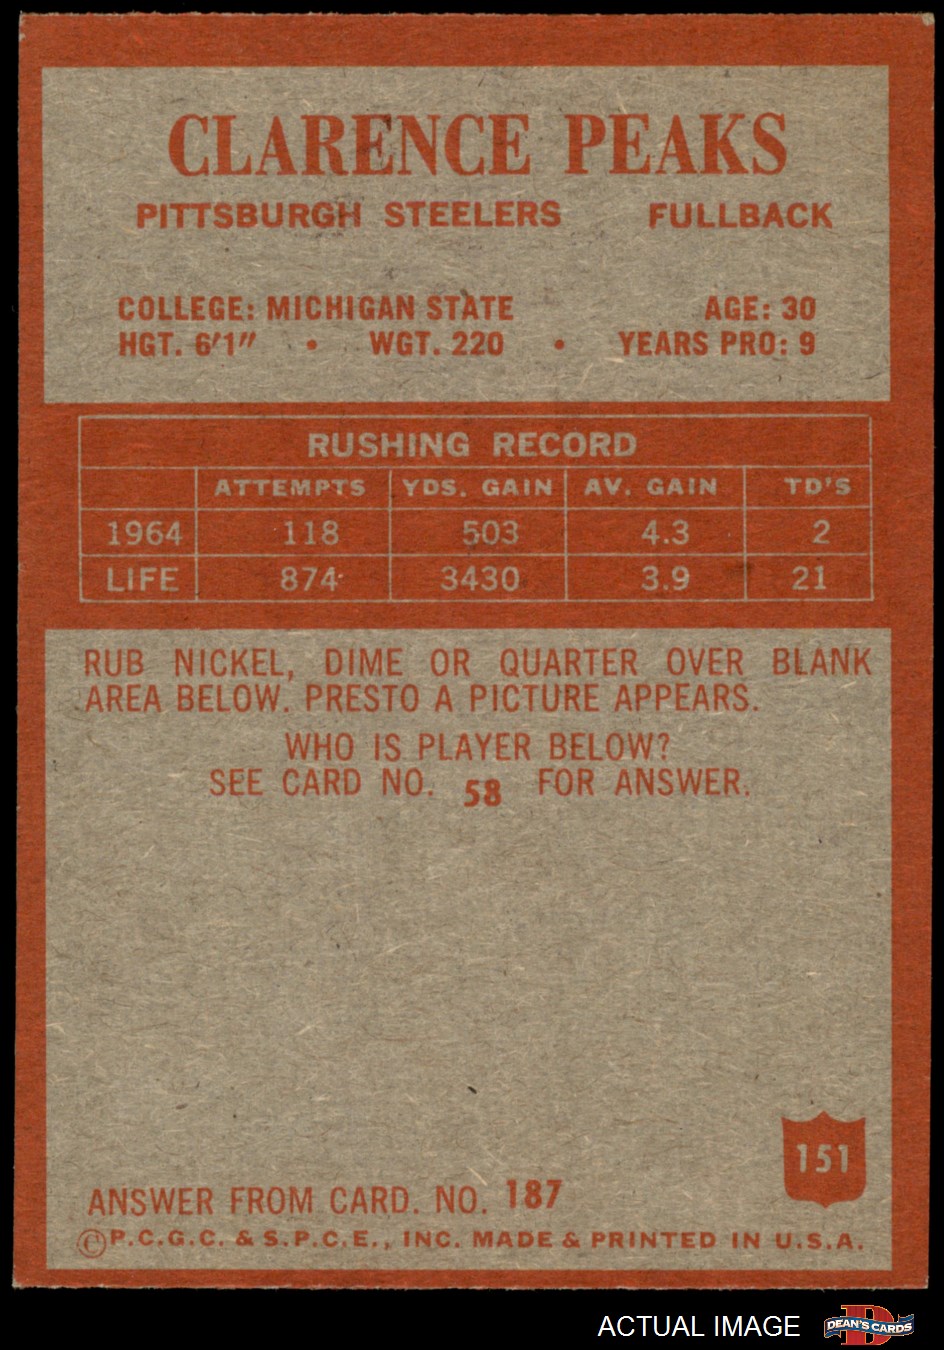 CLARENCE PEAKS
PITTSBURGH STEELERS FULLBACK
COLLEGE: MICHIGAN STATE AGE: 30
HGT. 6'1" • WGT. 220 • YEARS PRO: 9
RUSHING RECORD
ATTEMPTS YDS. GAIN AV. GAIN TD'S
1964 118 503 4.3 2
LIFE 874 3430 3.9 21
RUB NICKEL, DIME OR QUARTER OVER BLANK
AREA BELOW. PRESTO A PICTURE APPEARS.
WHO IS PLAYER BELOW?
SEE CARD NO. 58 FOR ANSWER.
151
ANSWER FROM CARD. NO. 187
©P.C.G.C. & S.P.C.E., INC. MADE & PRINTED IN U.S.A.
ACTUAL IMAGE D DEAN'S CARDS